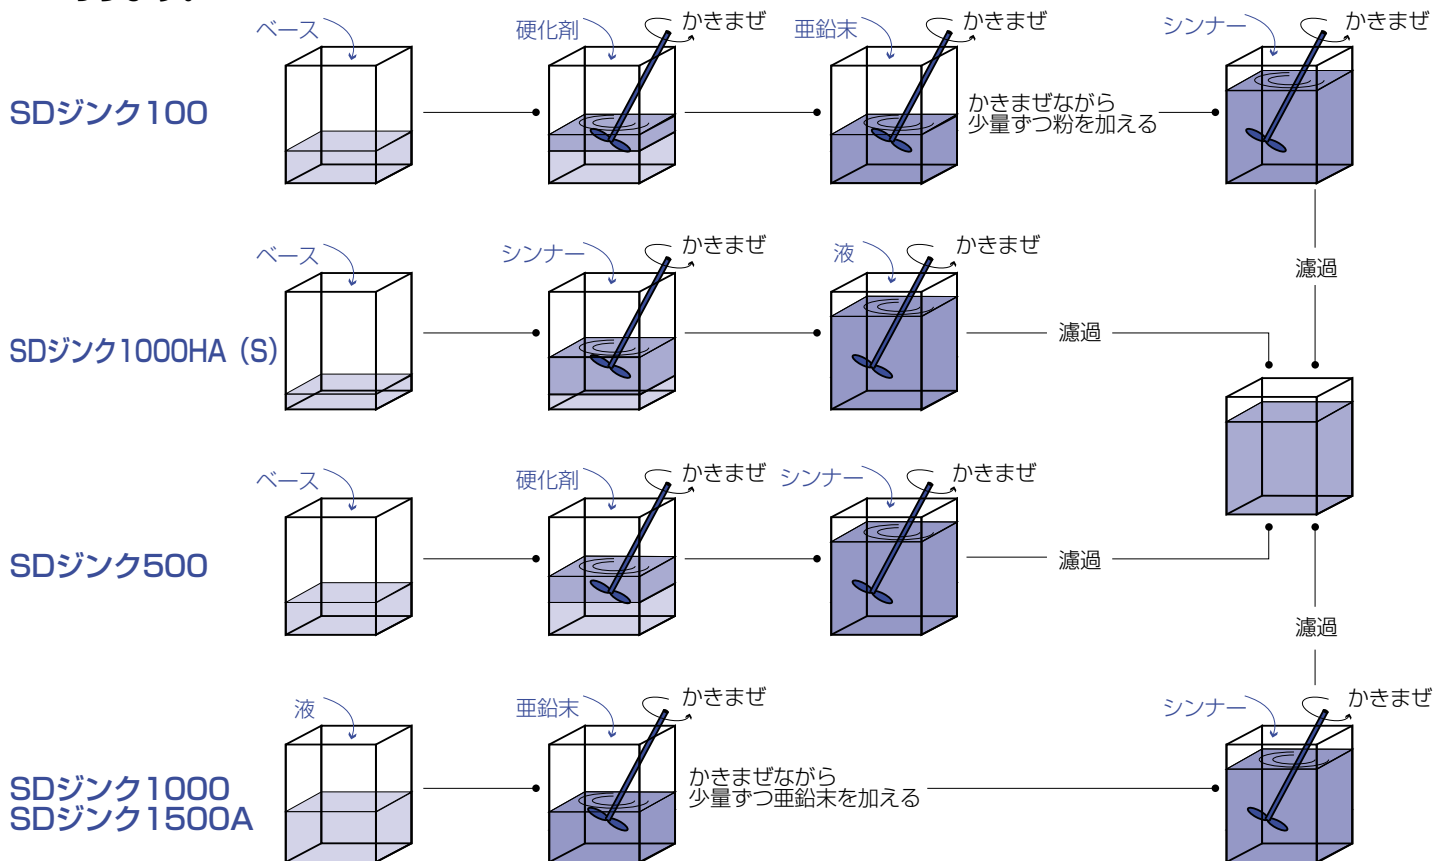 ベース
硬化剤
かきまぜ
亜鉛末
かきまぜ
シンナー
かきまぜ
SDジンク100
かきまぜながら
少量ずつ粉を加える
濾過
ベース
シンナー
かきまぜ
液
かきまぜ
SDジンク1000HA（S）
濾過
ベース
硬化剤
かきまぜ
シンナー
かきまぜ
SDジンク500
濾過
濾過
液
亜鉛末
かきまぜ
シンナー
かきまぜ
SDジンク1000
SDジンク1500A
かきまぜながら
少量ずつ亜鉛末を加える